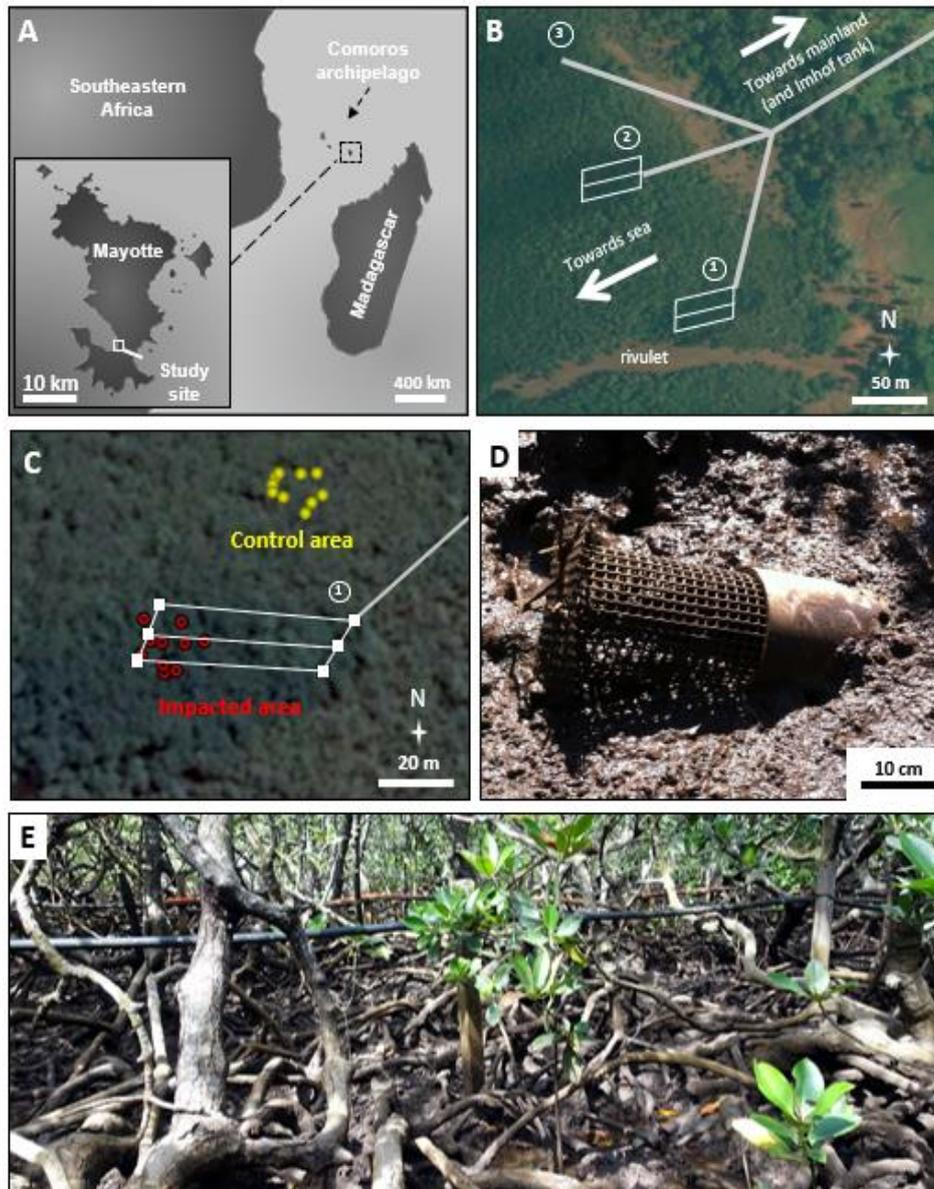 A
Comoros
archipelago
Southeastern
Africa
Mayotte
Madagascar
Study
site
10 km
400 km
B
3
Towards mainland
(and Imhof tank)
2
Towards sea
1
N
rivulet
50 m
C
Control area
1
Impacted area
N
20 m
D
10 cm
E